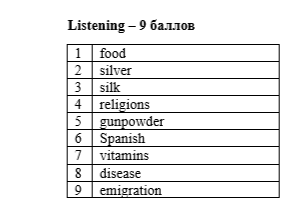 Listening – 9 баллов
1 food
2 silver
3 silk
4 religions
5 gunpowder
6 Spanish
7 vitamins
8 disease
9 emigration